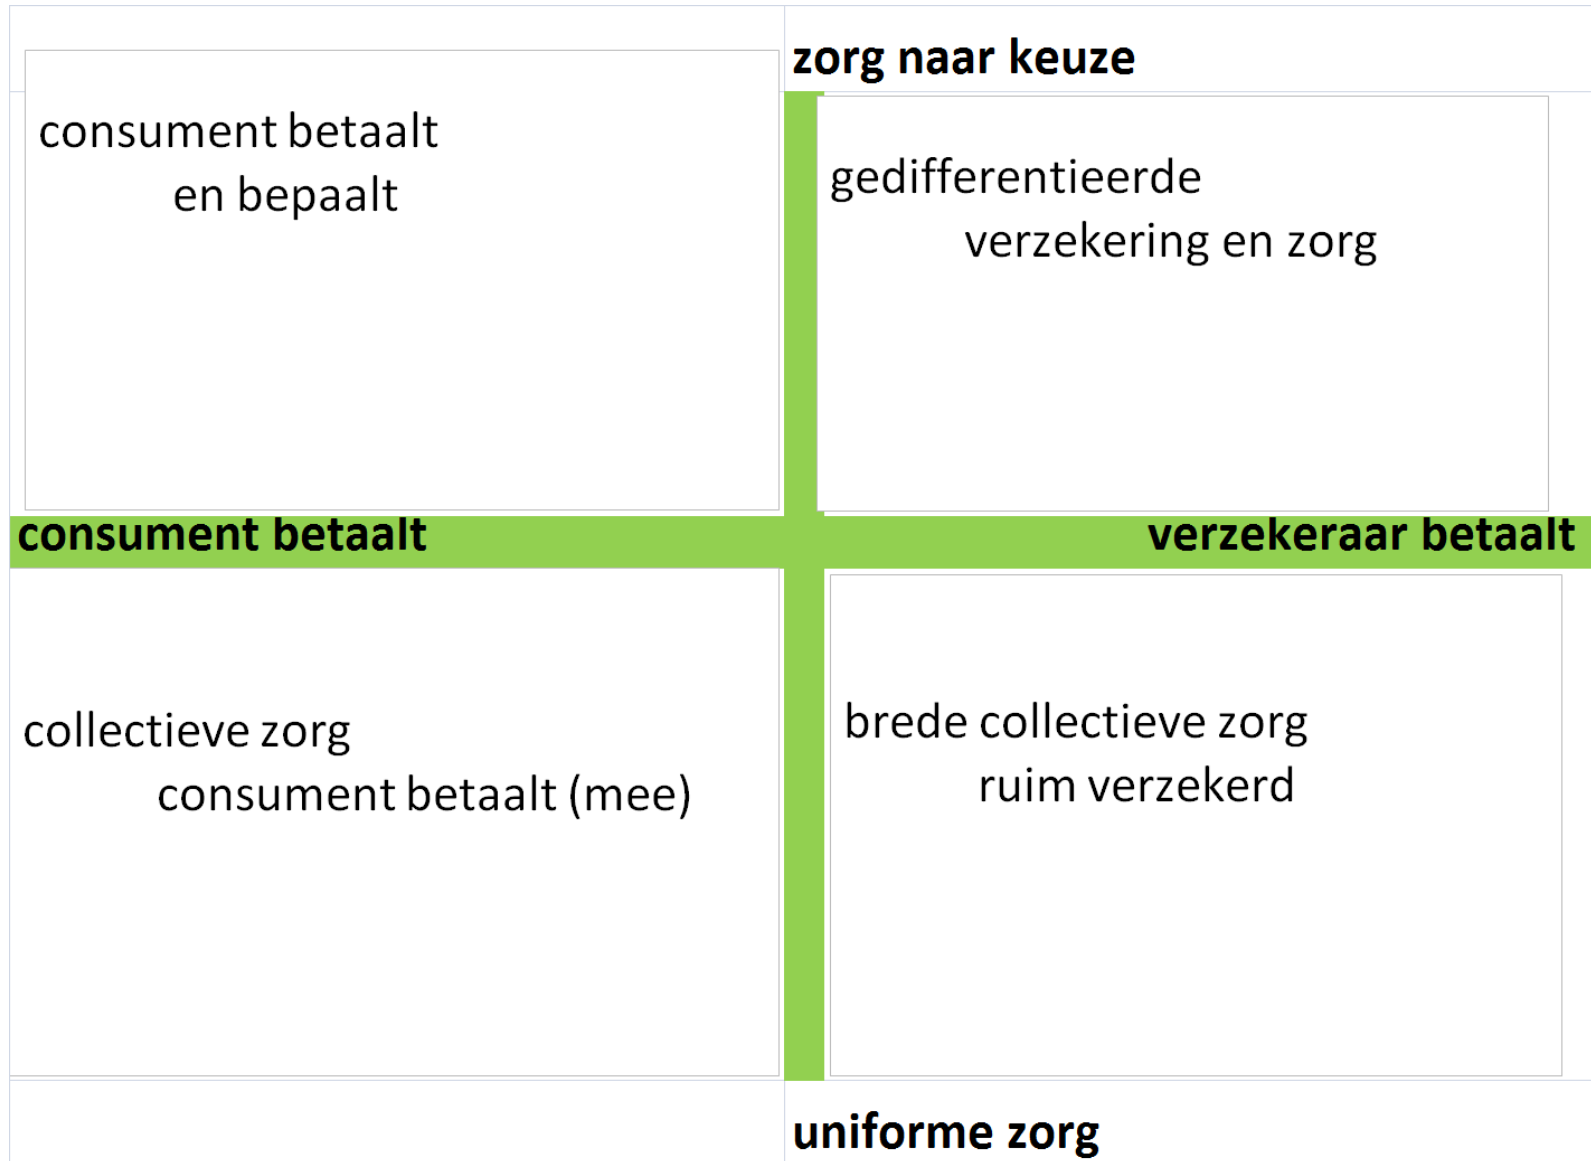 zorg naar keuze
consument betaalt
en bepaalt
gedifferentieerde
verzekering en zorg
consument betaalt
verzekeraar betaalt
collectieve zorg
consument betaalt (mee)
brede collectieve zorg
ruim verzekerd
uniforme zorg